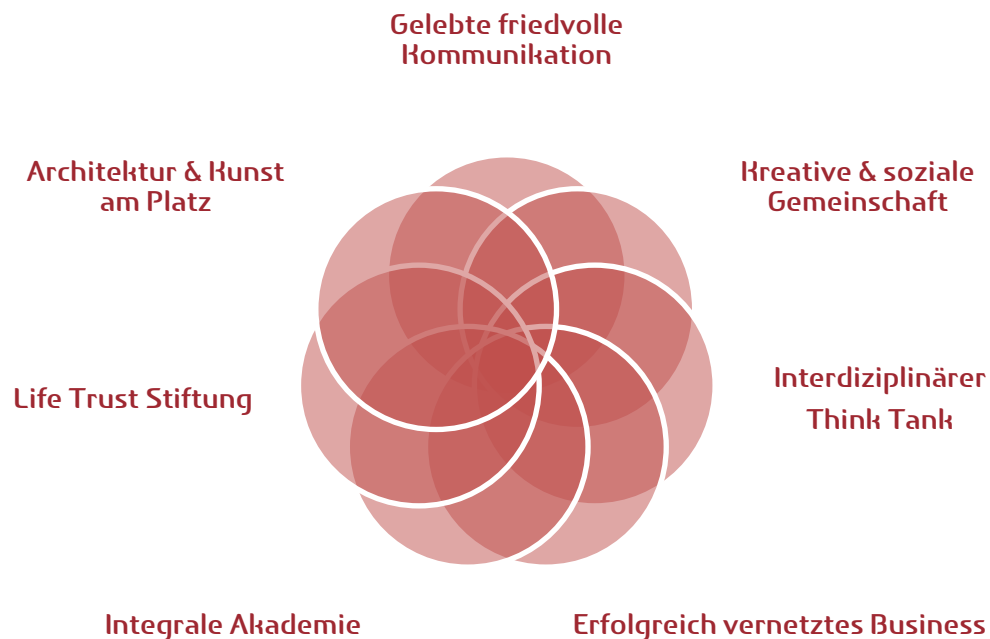 Gelebte friedvolle
Kommunikation
Architektur & Kunst
am Platz
Kreative & soziale
Gemeinschaft
Life Trust Stiftung
Interdiziplinärer
Think Tank
Integrale Akademie
Erfolgreich vernetztes Business